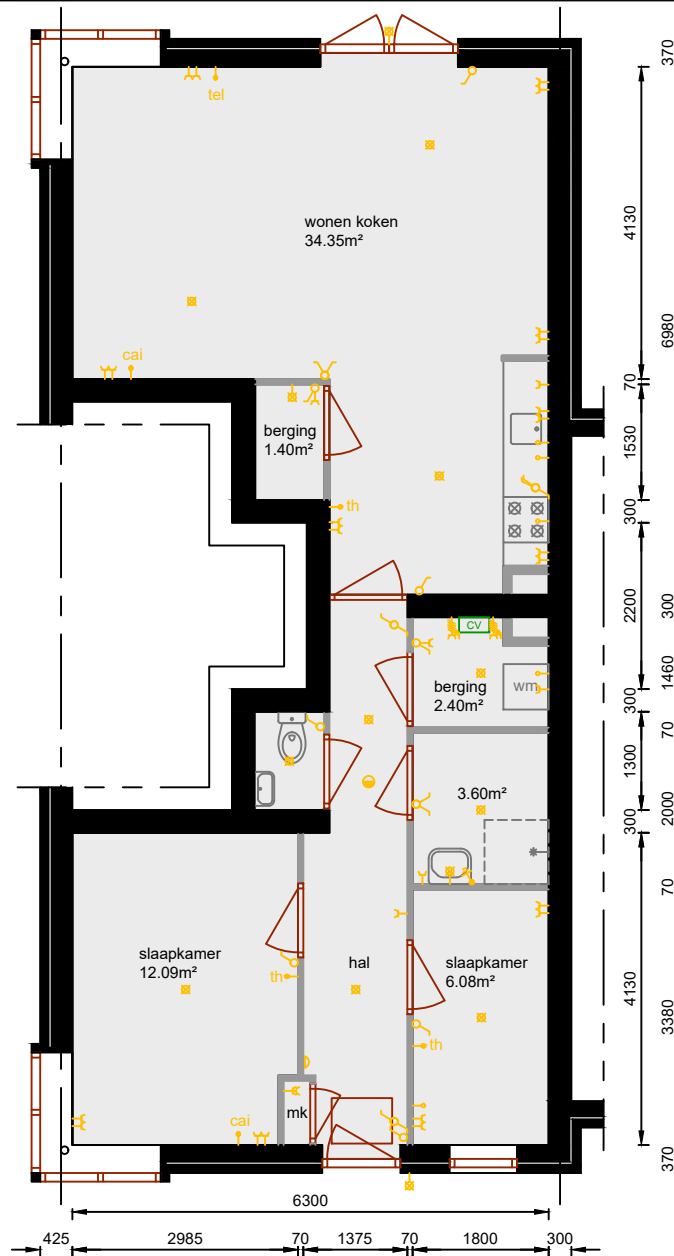 tel
wonen koken
34.35m²
cai
berging
1.40m²
th
cv
berging
2.40m²
wm
3.60m²
slaapkamer
12.09m²
th
hal
slaapkamer
6.08m²
th
mk
cai
370
4130
6980
70
1530
300
2200
300
1460
300
70
1300
2000
300
70
4130
3380
370
6300
425
2985
70
1375
70
1800
300